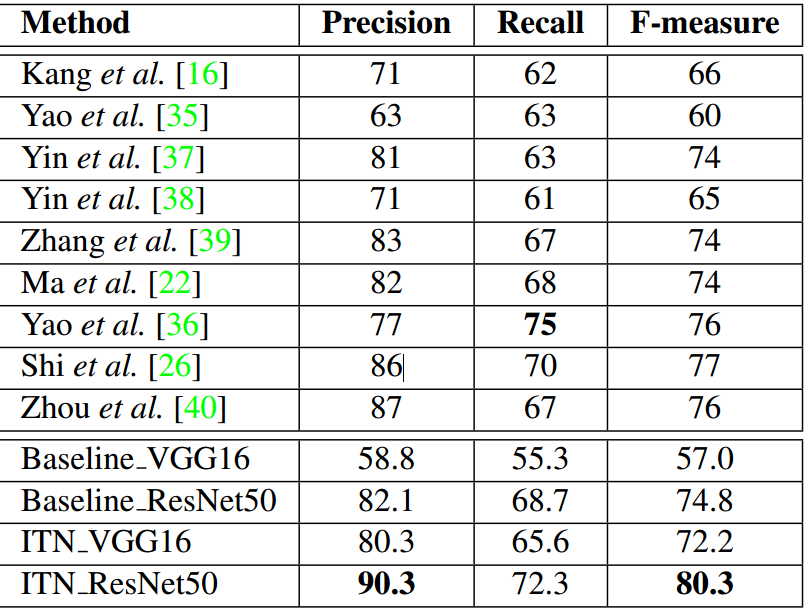 Method Precision Recall F-measure
Kang et al. [16] 71 62 66
Yao et al. [35] 63 63 60
Yin et al. [37] 81 63 74
Yin et al. [38] 71 61 65
Zhang et al. [39] 83 67 74
Ma et al. [22] 82 68 74
Yao et al. [36] 77 75 76
Shi et al. [26] 86 70 77
Zhou et al. [40] 87 67 76
Baseline_VGG16 58.8 55.3 57.0
Baseline_ResNet50 82.1 68.7 74.8
ITN_VGG16 80.3 65.6 72.2
ITN_ResNet50 90.3 72.3 80.3